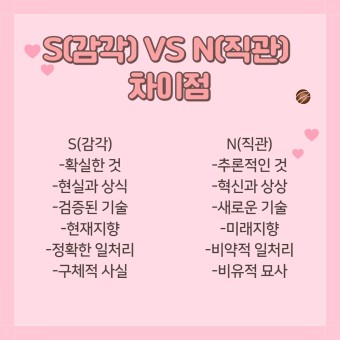 S(감각) VS N(직관)
차이점
S(감각)
-확실한 것
-현실과 상식
-검증된 기술
-현재지향
-정확한 일처리
-구체적 사실
N(직관)
-추론적인 것
-혁신과 상상
-새로운 기술
-미래지향
-비약적 일처리
-비유적 묘사